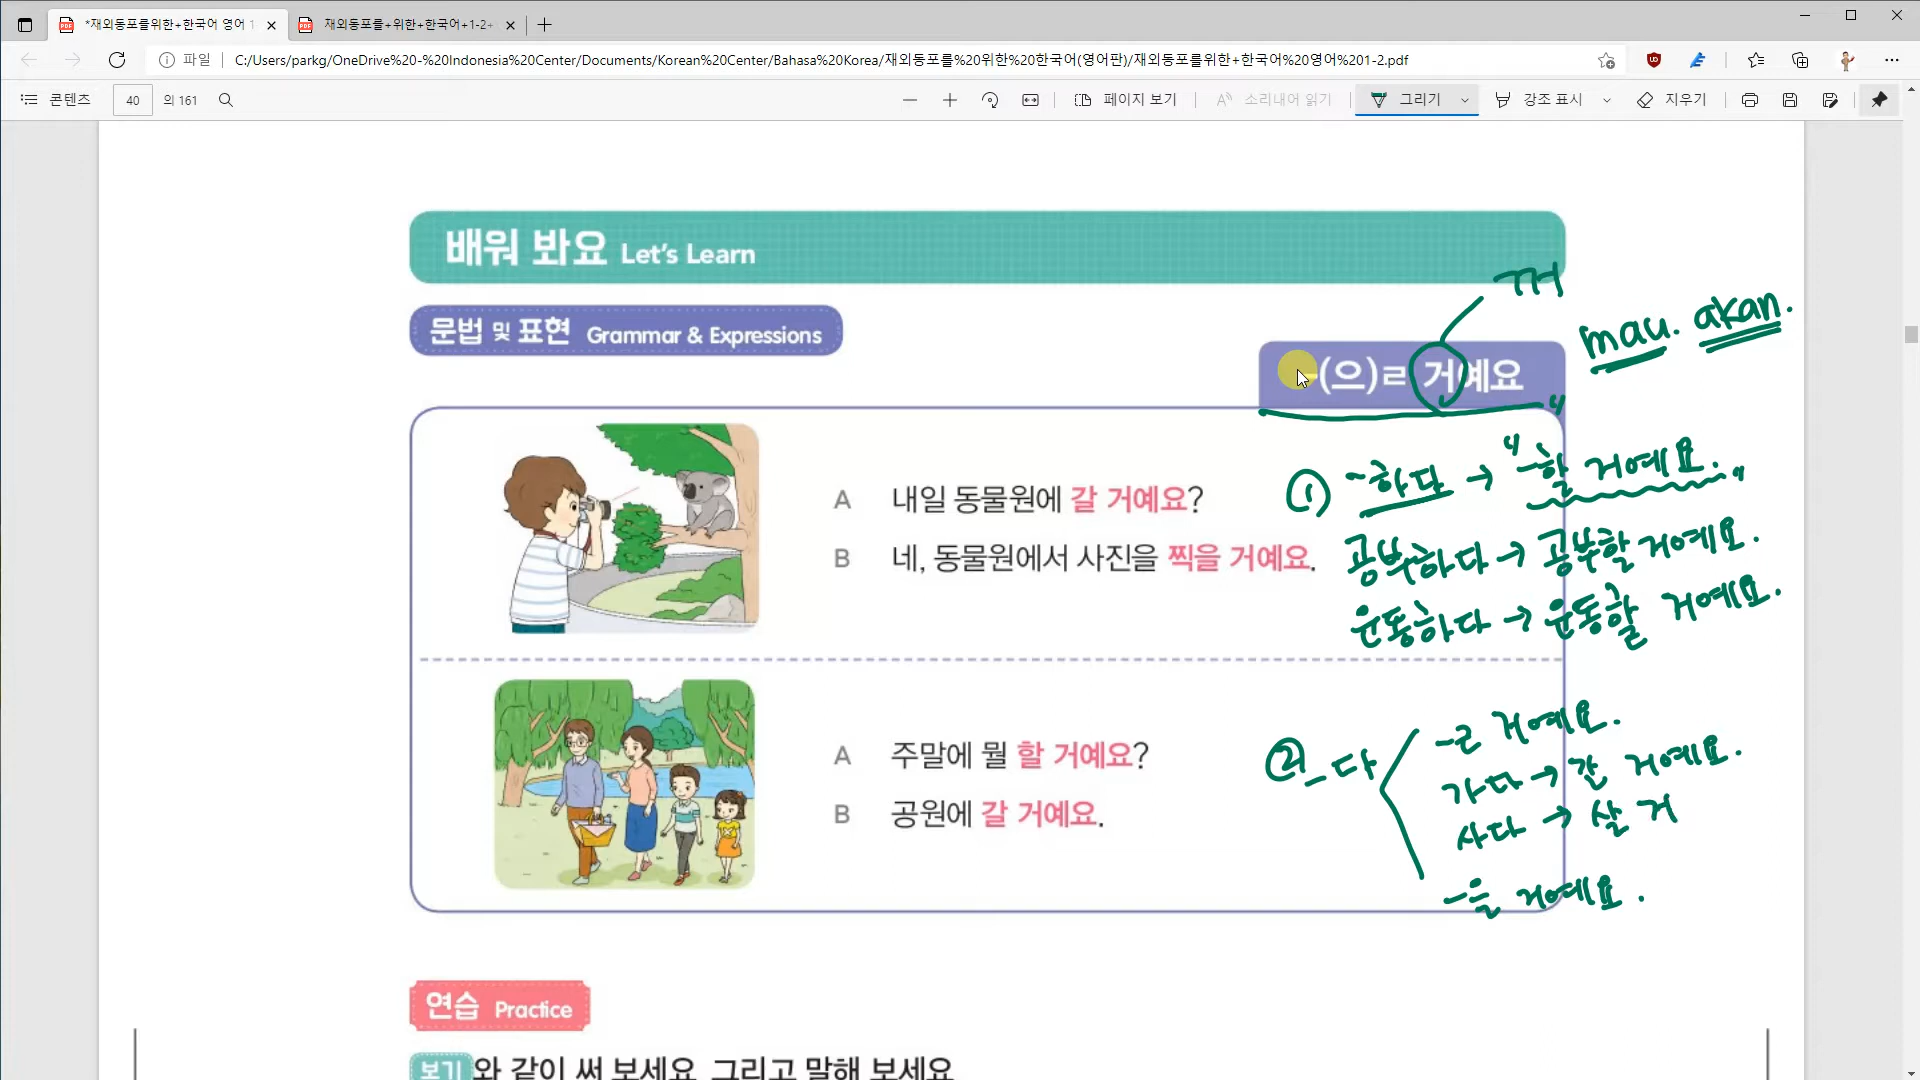 *재외동포를위한+한국어 영어 1
재외동포를+위한+한국어+1-2+
파일 C:/Users/parkg/OneDrive%20-%20Indonesia%20Center/Documents/Korean%20Center/Bahasa%20Korea/재외동포를%20위한%20한국어(영어판)/재외동포를위한+한국어%20영어%201-2.pdf
콘텐츠 40 의 161 페이지 보기 소리내어 읽기 그리기 강조 표시 지우기
배워 봐요 Let's Learn
꺼
문법 및 표현 Grammar & Expressions
mau. akan.
-(으)ㄹ 거예요
A 내일 동물원에 갈 거예요?
B 네, 동물원에서 사진을 찍을 거예요.
① -하다 → "-할 거예요."
공부하다 → 공부할 거예요.
운동하다 → 운동할 거예요.
A 주말에 뭘 할 거예요?
B 공원에 갈 거예요.
② -다
-ㄹ 거예요.
가다 → 갈 거예요.
사다 → 살 거
-을 거예요.
연습 Practice
보기와 같이 써 보세요. 그리고 말해 보세요.